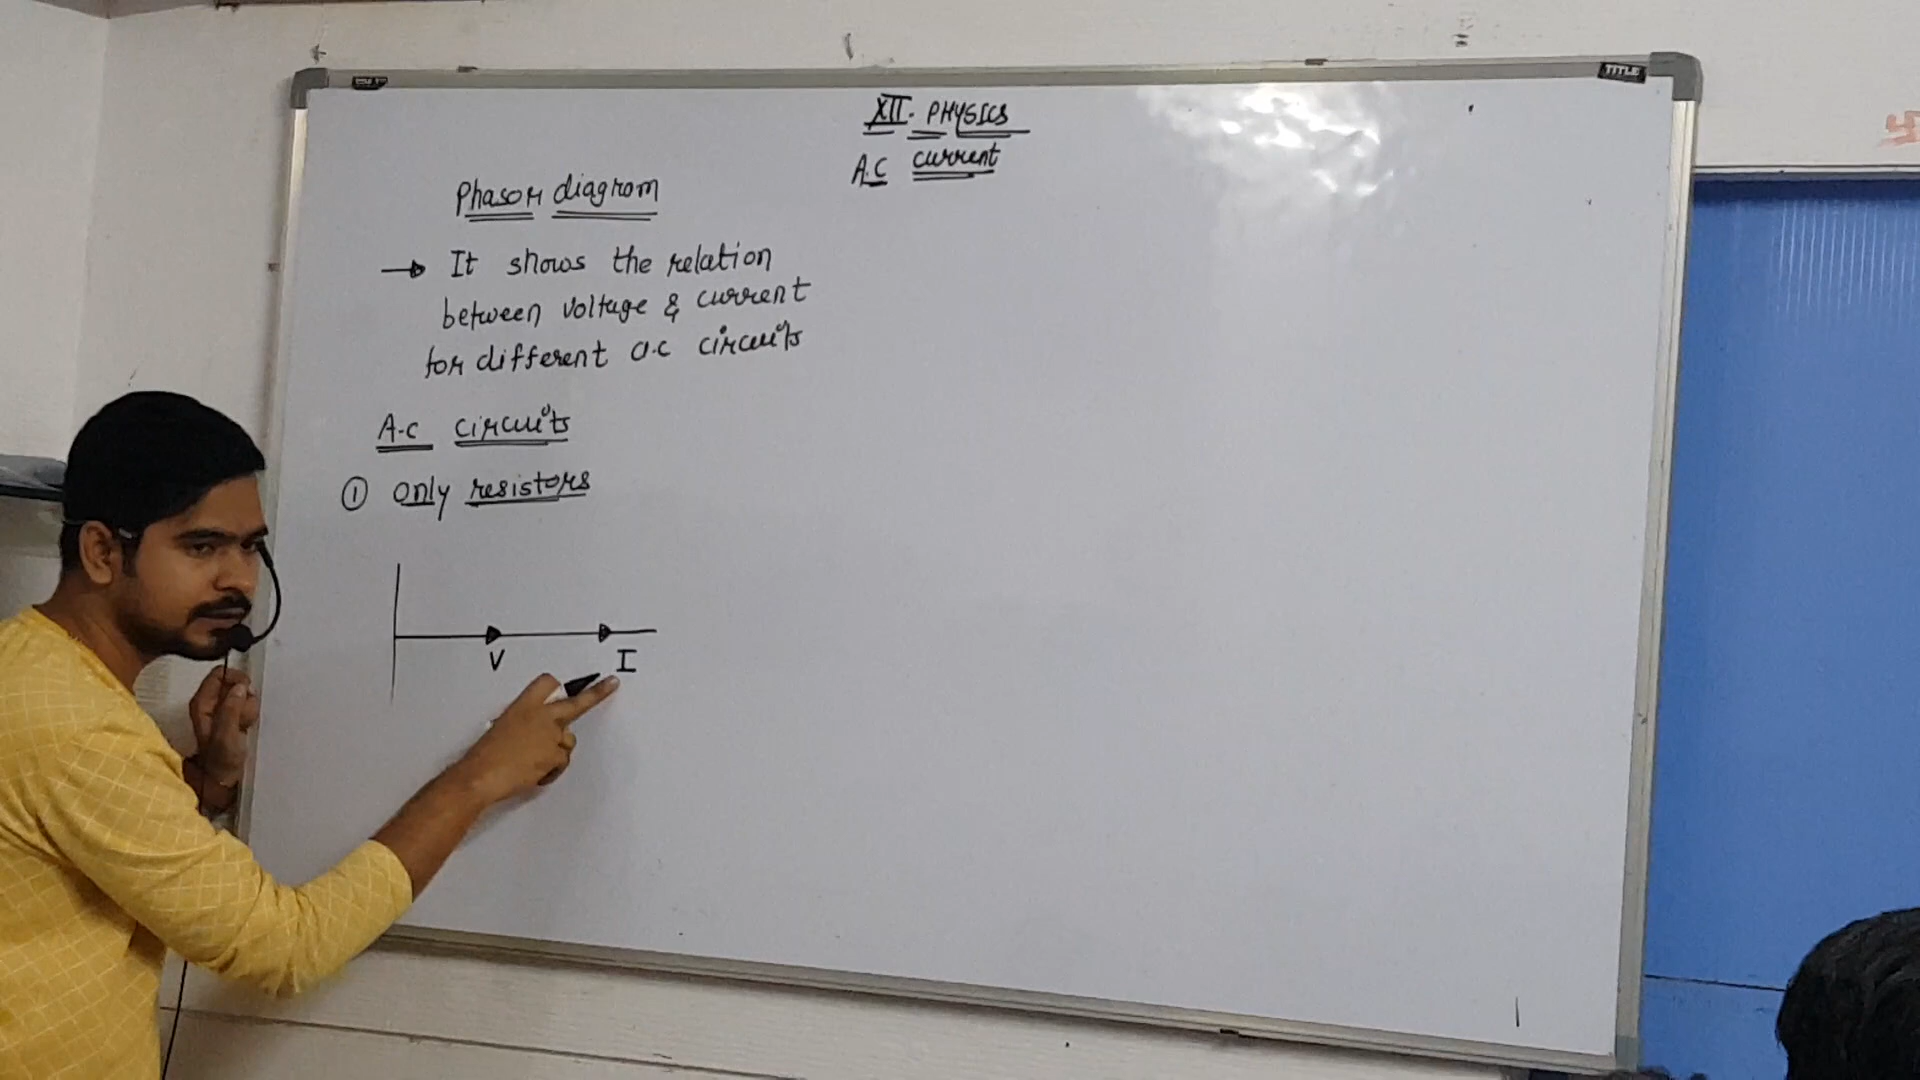 XII. PHYSICS
A.C current
Phasor diagram
→ It shows the relation
between voltage & current
for different a.c circuits
A.c circuits
① only resistors
V
I
TITLE